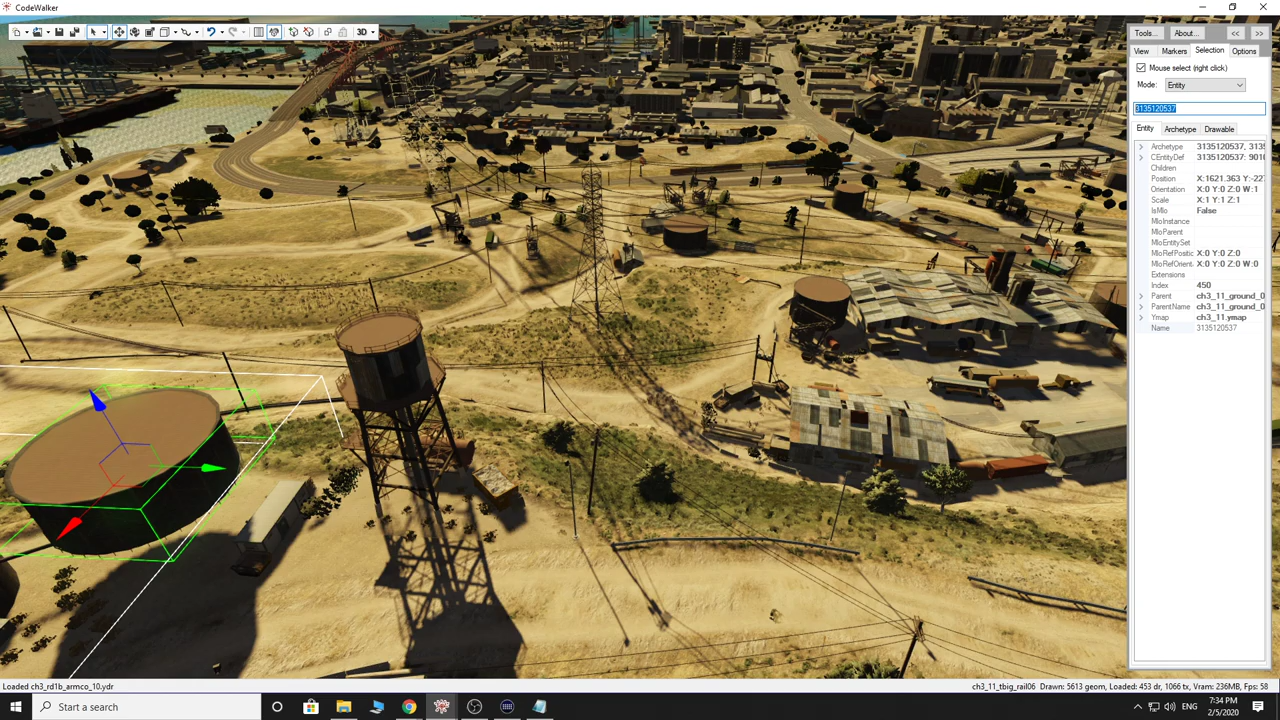 CodeWalker
3D
Tools...
About...
<<
>>
View
Markers
Selection
Options
Mouse select (right click)
Mode:
Entity
3135120537
Entity
Archetype
Drawable
Archetype 3135120537, 3135
CEntityDef 3135120537: 9010
Children
Position X:1621.363 Y:-22
Orientation X:0 Y:0 Z:0 W:1
Scale X:1 Y:1 Z:1
IsMlo False
MloInstance
MloParent
MloEntitySet
MloRefPositic X:0 Y:0 Z:0
MloRefOrient X:0 Y:0 Z:0 W:0
Extensions
Index 450
Parent ch3_11_ground_0
ParentName ch3_11_ground_0
Ymap ch3_11.ymap
Name 3135120537
Loaded ch3_rd1b_armco_10.ydr
ch3_11_tbig_rail06 Drawn: 5613 geom, Loaded: 453 dr, 1066 tx, Vram: 236MB, Fps: 58
Start a search
ENG
7:34 PM
2/5/2020